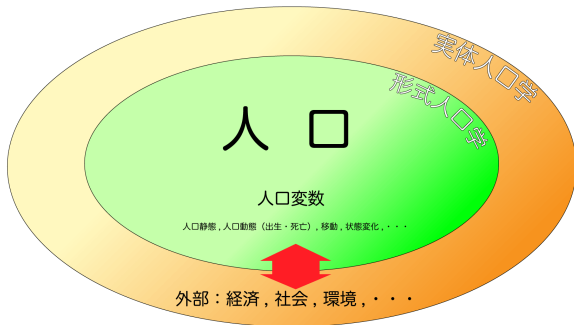 実体人口学
形式人口学
人 口
人口変数
人口静態 , 人口動態（出生・死亡）, 移動 , 状態変化 , ・・・
外部：経済 , 社会 , 環境 , ・・・